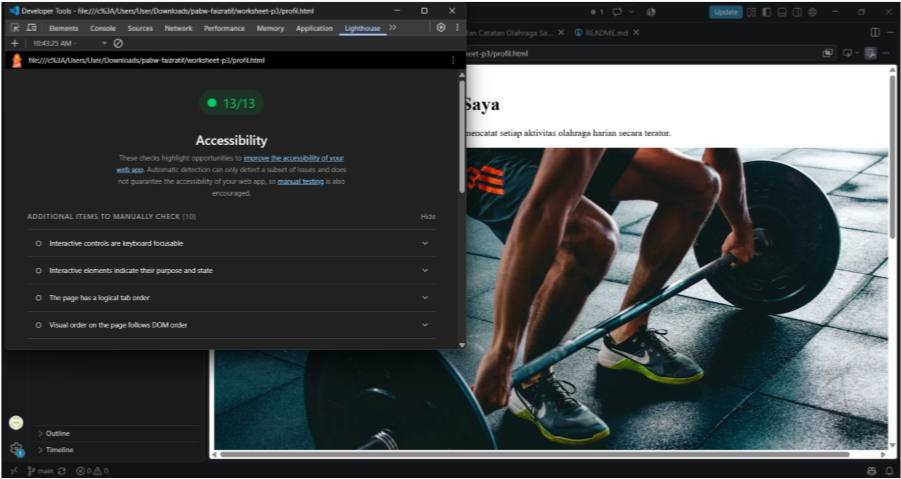 Developer Tools - file:///c%3A/Users/User/Downloads/pabw-faizratif/worksheet-p3/profil.html
Update
Elements Console Sources Network Performance Memory Application Lighthouse
10:43:25 AM -
an Catatan Olahraga Sa...
README.md
file:///c%3A/Users/User/Downloads/pabw-faizratif/worksheet-p3/profil.html
eet-p3/profil.html
13/13
Saya
Accessibility
mencatat setiap aktivitas olahraga harian secara teratur.
These checks highlight opportunities to improve the accessibility of your
web app. Automatic detection can only detect a subset of issues and does
not guarantee the accessibility of your web app, so manual testing is also
encouraged.
ADDITIONAL ITEMS TO MANUALLY CHECK (10)
Hide
Interactive controls are keyboard focusable
Interactive elements indicate their purpose and state
The page has a logical tab order
Visual order on the page follows DOM order
Outline
Timeline
main
0 0